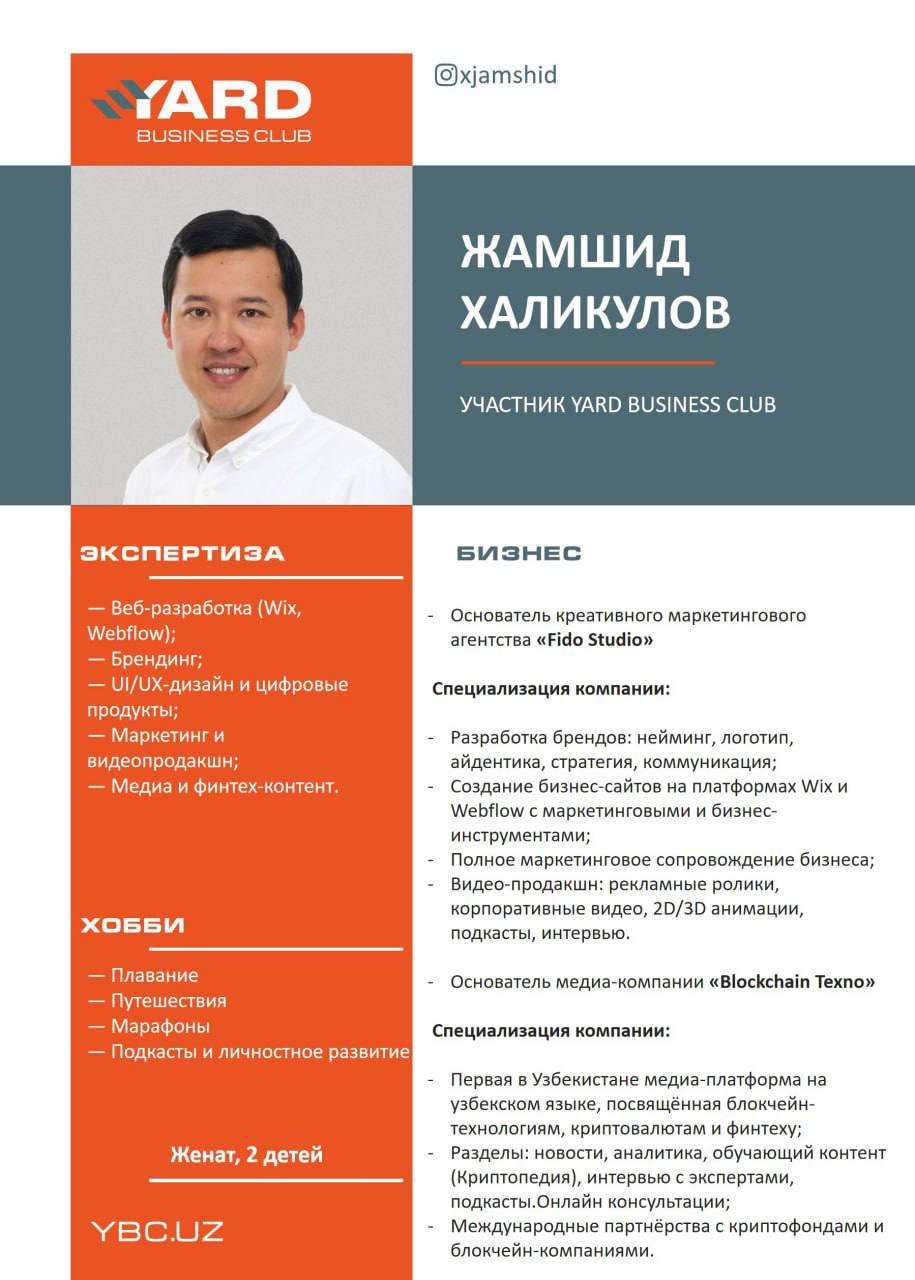 YARD
BUSINESS CLUB
xjamshid
ЖАМШИД
ХАЛИКУЛОВ
УЧАСТНИК YARD BUSINESS CLUB
ЭКСПЕРТИЗА
— Веб-разработка (Wix,
Webflow);
— Брендинг;
— UI/UX-дизайн и цифровые
продукты;
— Маркетинг и
видеопродакшн;
— Медиа и финтех-контент.
ХОББИ
— Плавание
— Путешествия
— Марафоны
— Подкасты и личностное развитие
Женат, 2 детей
YBC.UZ
БИЗНЕС
- Основатель креативного маркетингового
агентства «Fido Studio»
Специализация компании:
- Разработка брендов: нейминг, логотип,
айдентика, стратегия, коммуникация;
- Создание бизнес-сайтов на платформах Wix и
Webflow с маркетинговыми и бизнес-
инструментами;
- Полное маркетинговое сопровождение бизнеса;
- Видео-продакшн: рекламные ролики,
корпоративные видео, 2D/3D анимации,
подкасты, интервью.
- Основатель медиа-компании «Blockchain Texno»
Специализация компании:
- Первая в Узбекистане медиа-платформа на
узбекском языке, посвящённая блокчейн-
технологиям, криптовалютам и финтеху;
- Разделы: новости, аналитика, обучающий контент
(Криптопедия), интервью с экспертами,
подкасты.Онлайн консультации;
- Международные партнёрства с криптофондами и
блокчейн-компаниями.